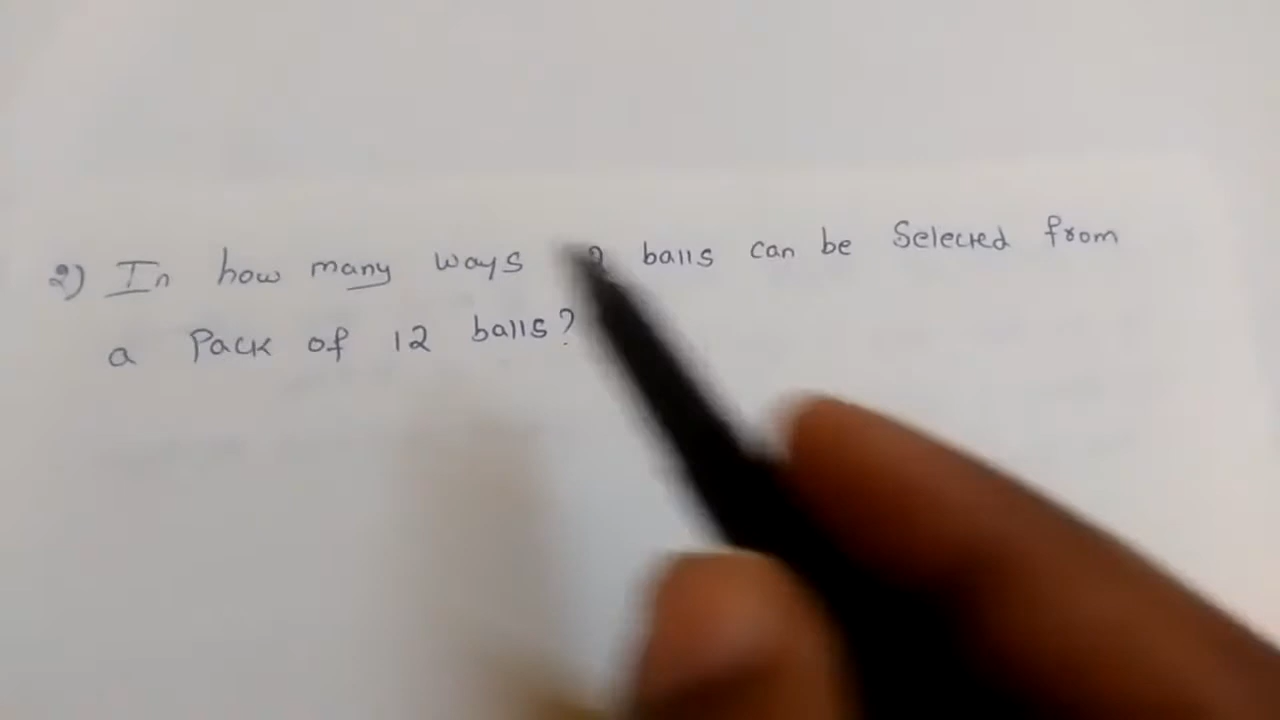 2) In how many ways balls can be Selected from
a Pack of 12 balls?